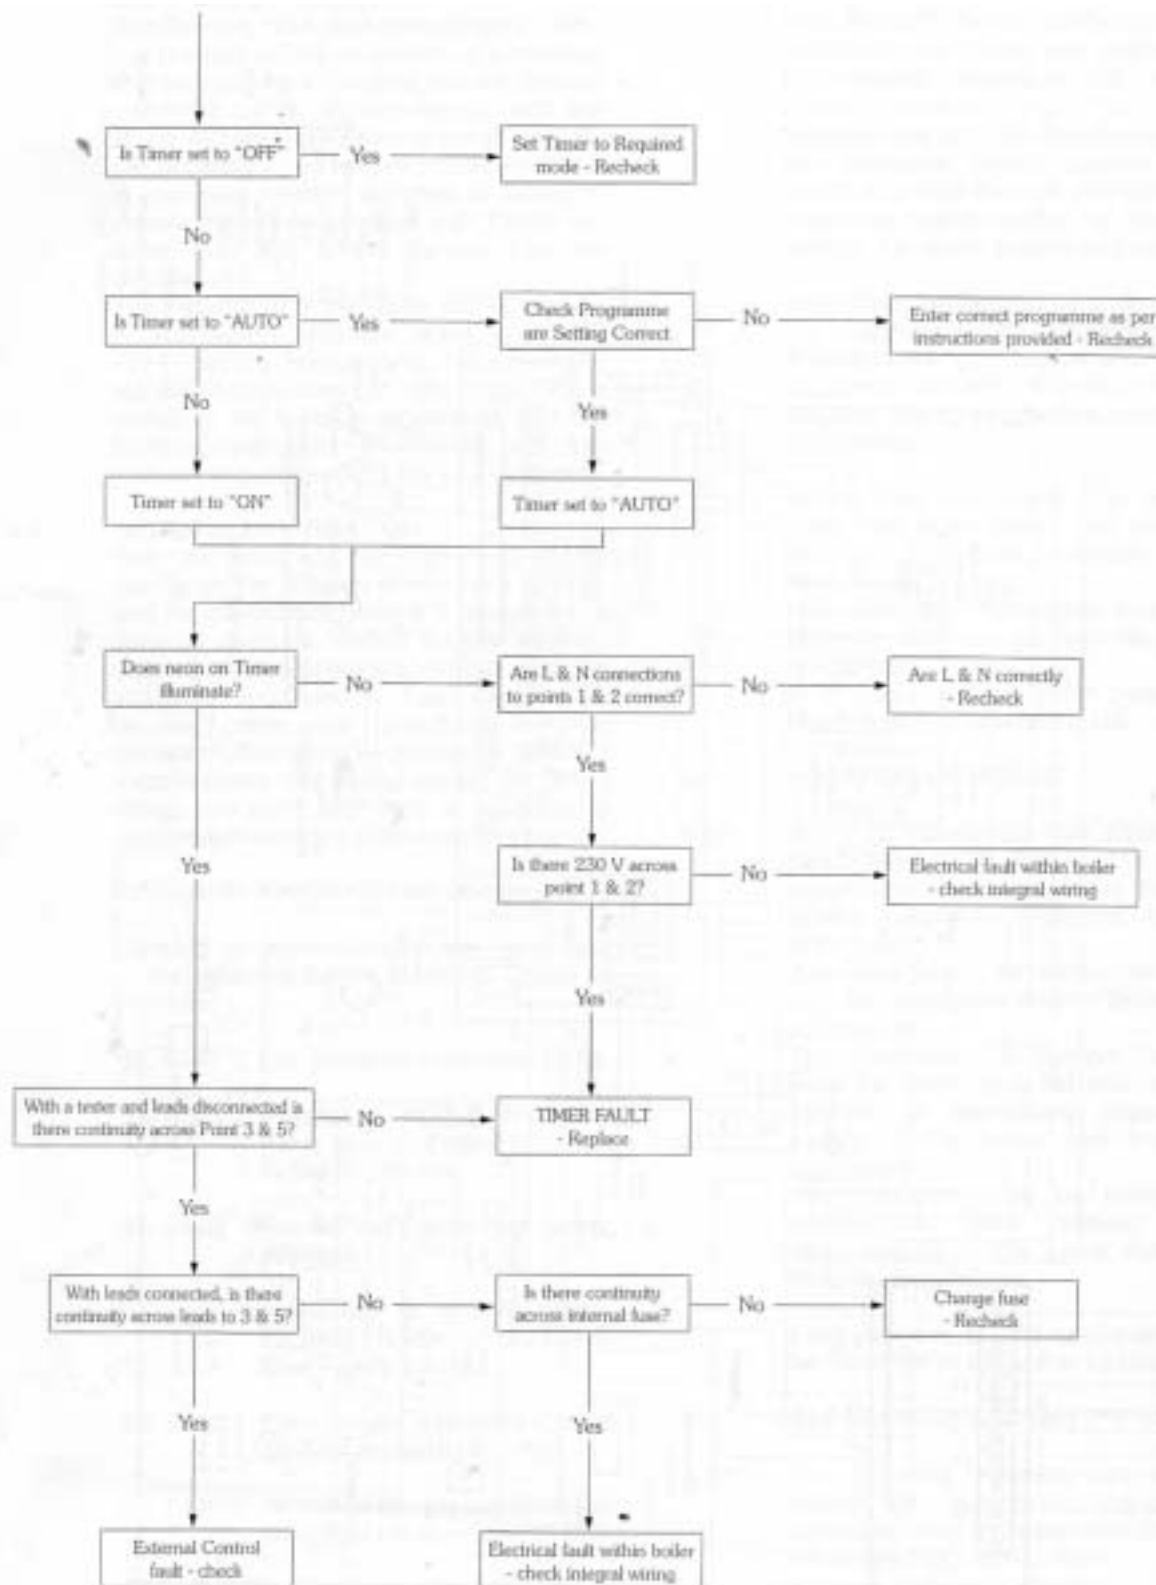 Is Timer set to "OFF"
Yes
Set Timer to Required
mode - Recheck
No
Is Timer set to "AUTO"
Yes
Check Programme
are Setting Correct
No
Enter correct programme as per
instructions provided - Recheck
No
Yes
Timer set to "ON"
Timer set to "AUTO"
Does neon on Timer
illuminate?
No
Are L & N connections
to points 1 & 2 correct?
No
Are L & N correctly
- Recheck
Yes
Yes
Is there 230 V across
point 1 & 2?
No
Electrical fault within boiler
- check integral wiring
Yes
With a tester and leads disconnected is
there continuity across Point 3 & 5?
No
TIMER FAULT
- Replace
Yes
With leads connected, is there
continuity across leads to 3 & 5?
No
Is there continuity
across internal fuse?
No
Change fuse
- Recheck
Yes
Yes
External Control
fault - check
Electrical fault within boiler
- check integral wiring